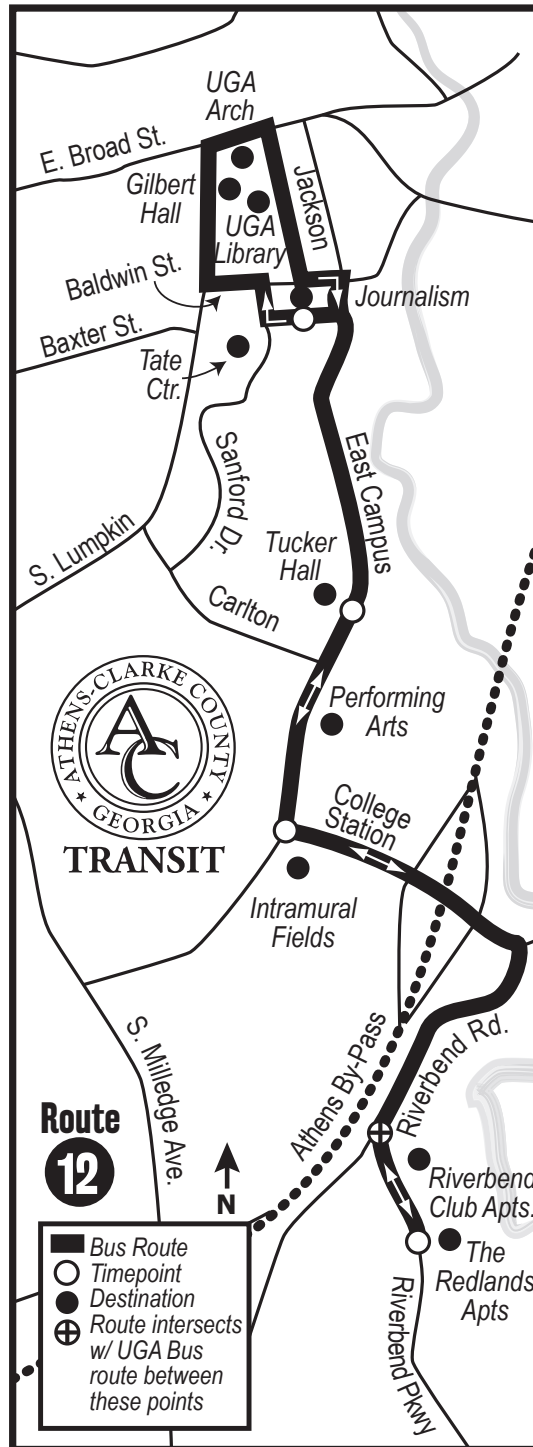 UGA
Arch
E. Broad St.
Gilbert
Hall
Jackson
UGA
Library
Baldwin St.
Journalism
Baxter St.
Tate
Ctr.
Sanford Dr.
East Campus
S. Lumpkin
Tucker
Hall
Carlton
ATHENS-CLARKE COUNTY
AC
★ GEORGIA ★
TRANSIT
Performing
Arts
College
Station
Intramural
Fields
S. Milledge Ave.
Athens By-Pass
Riverbend Rd.
Route
12
N
Riverbend
Club Apts.
The
Redlands
Apts
Riverbend Pkwy
Bus Route
Timepoint
Destination
Route intersects
w/ UGA Bus
route between
these points